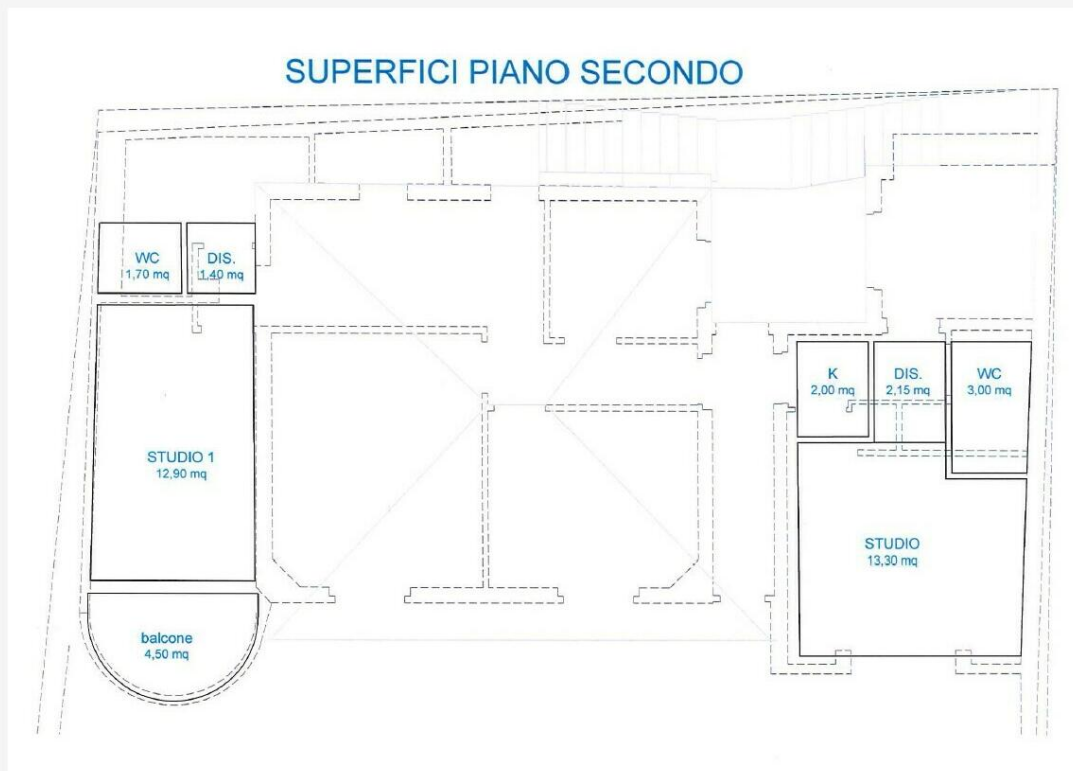 SUPERFICI PIANO SECONDO
WC
1,70 mq
DIS.
1,40 mq
STUDIO 1
12,90 mq
balcone
4,50 mq
K
2,00 mq
DIS.
2,15 mq
WC
3,00 mq
STUDIO
13,30 mq